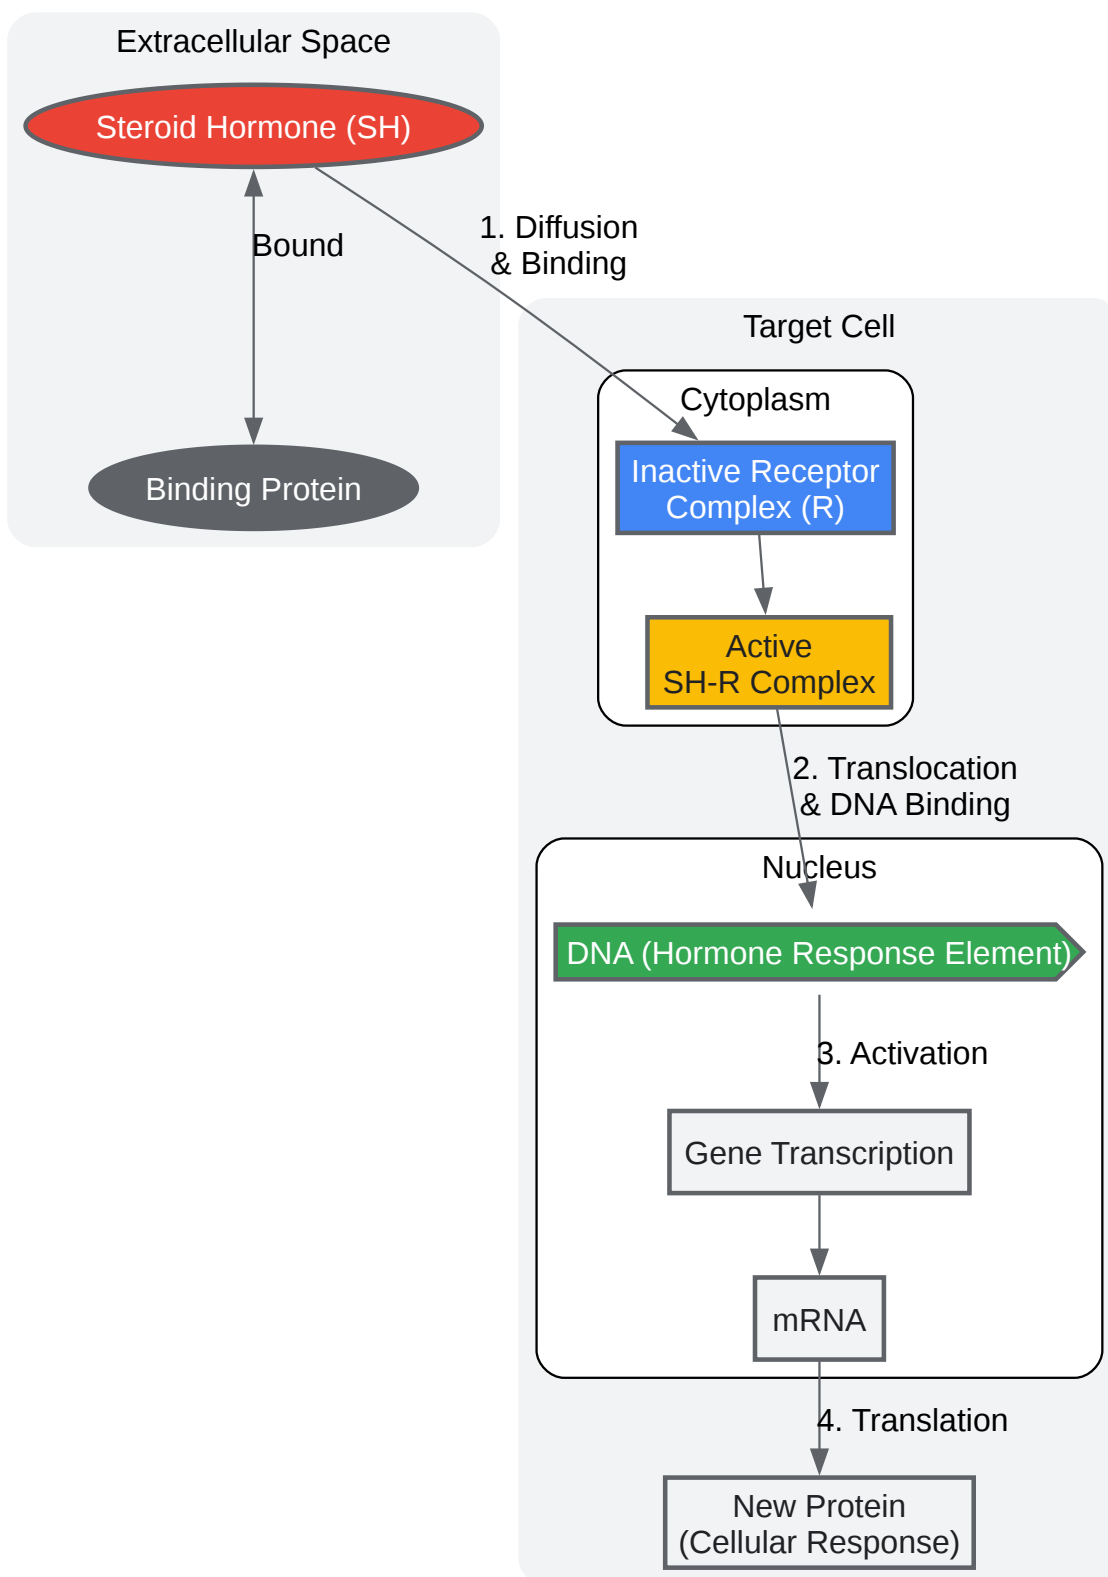 Extracellular Space
Steroid Hormone (SH)
Bound
Binding Protein
1. Diffusion
& Binding
Target Cell
Cytoplasm
Inactive Receptor
Complex (R)
Active
SH-R Complex
2. Translocation
& DNA Binding
Nucleus
DNA (Hormone Response Element)
3. Activation
Gene Transcription
mRNA
4. Translation
New Protein
(Cellular Response)